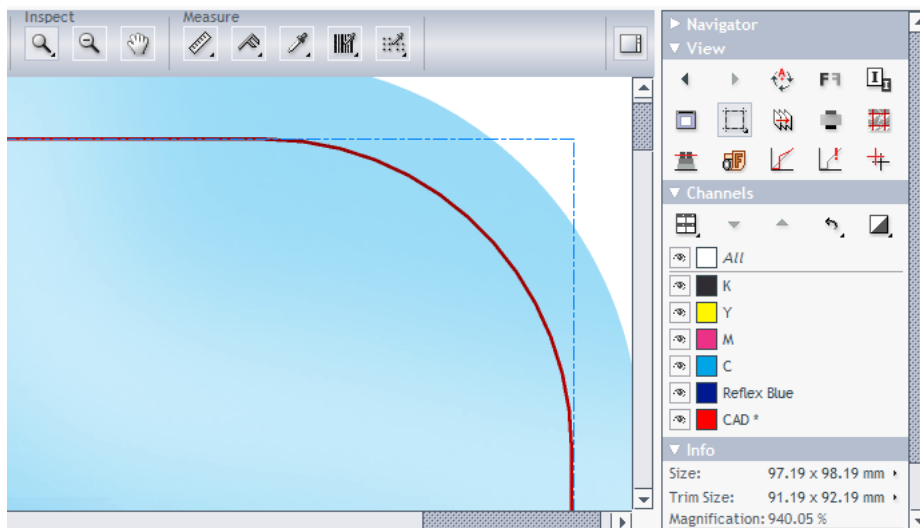 Inspect
Measure
Navigator
View
Channels
All
K
Y
M
C
Reflex Blue
CAD *
Info
Size: 97.19 x 98.19 mm
Trim Size: 91.19 x 92.19 mm
Magnification: 940.05 %